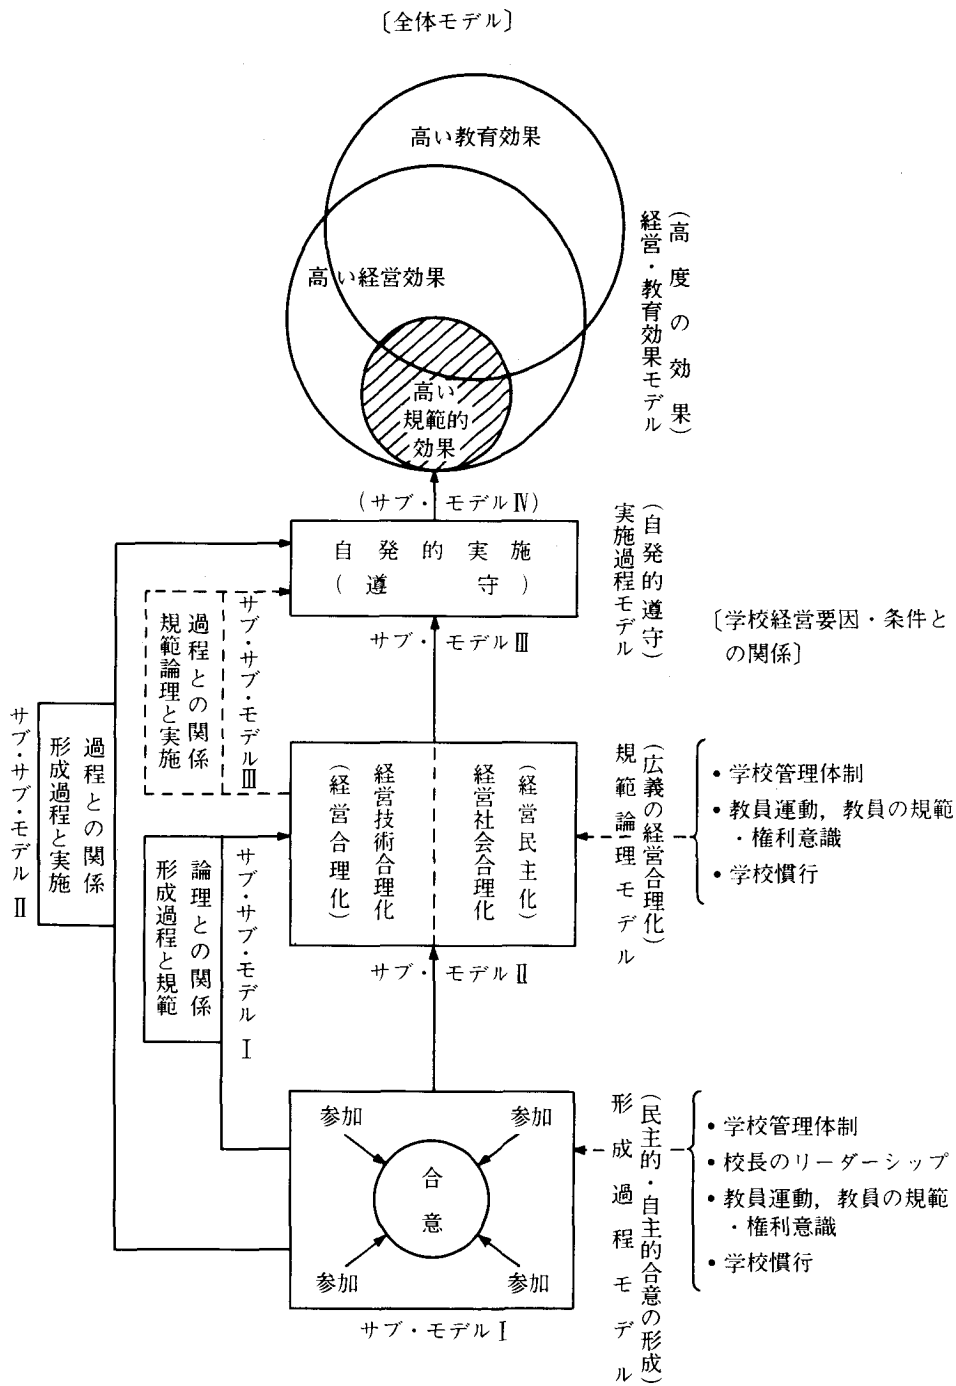 〔全体モデル〕
高い教育効果
高い経営効果
高い
規範的
効果
(高度の効果)
経営・教育効果モデル
(サブ・モデルⅣ)
自発的実施
(遵守)
サブ・モデルⅢ
(自発的遵守)
実施過程モデル
〔学校経営要因・条件と
の関係〕
サブ・サブ・モデルⅢ
過程との関係
規範論理と実施
過程との関係
形成過程と実施
サブ・サブ・モデルⅡ
(経営民主化)
経営社会合理化
経営技術合理化
(経営合理化)
サブ・モデルⅡ
(広義の経営合理化)
規範論理モデル
• 学校管理体制
• 教員運動，教員の規範
・権利意識
• 学校慣行
サブ・サブ・モデルⅠ
論理との関係
形成過程と規範
参加
参加
合意
参加
参加
サブ・モデルⅠ
(民主的・自主的合意の形成)
形成過程モデル
• 学校管理体制
• 校長のリーダーシップ
• 教員運動，教員の規範
・権利意識
• 学校慣行